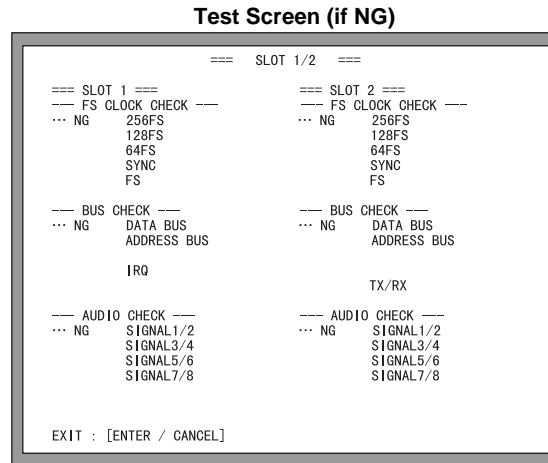 Test Screen (if NG)
=== SLOT 1/2 ===
=== SLOT 1 === === SLOT 2 ===
--- FS CLOCK CHECK --- --- FS CLOCK CHECK ---
··· NG 256FS ··· NG 256FS
128FS 128FS
64FS 64FS
SYNC SYNC
FS FS
--- BUS CHECK --- --- BUS CHECK ---
··· NG DATA BUS ··· NG DATA BUS
ADDRESS BUS ADDRESS BUS
IRQ
TX/RX
--- AUDIO CHECK --- --- AUDIO CHECK ---
··· NG SIGNAL1/2 ··· NG SIGNAL1/2
SIGNAL3/4 SIGNAL3/4
SIGNAL5/6 SIGNAL5/6
SIGNAL7/8 SIGNAL7/8
EXIT : [ENTER / CANCEL]